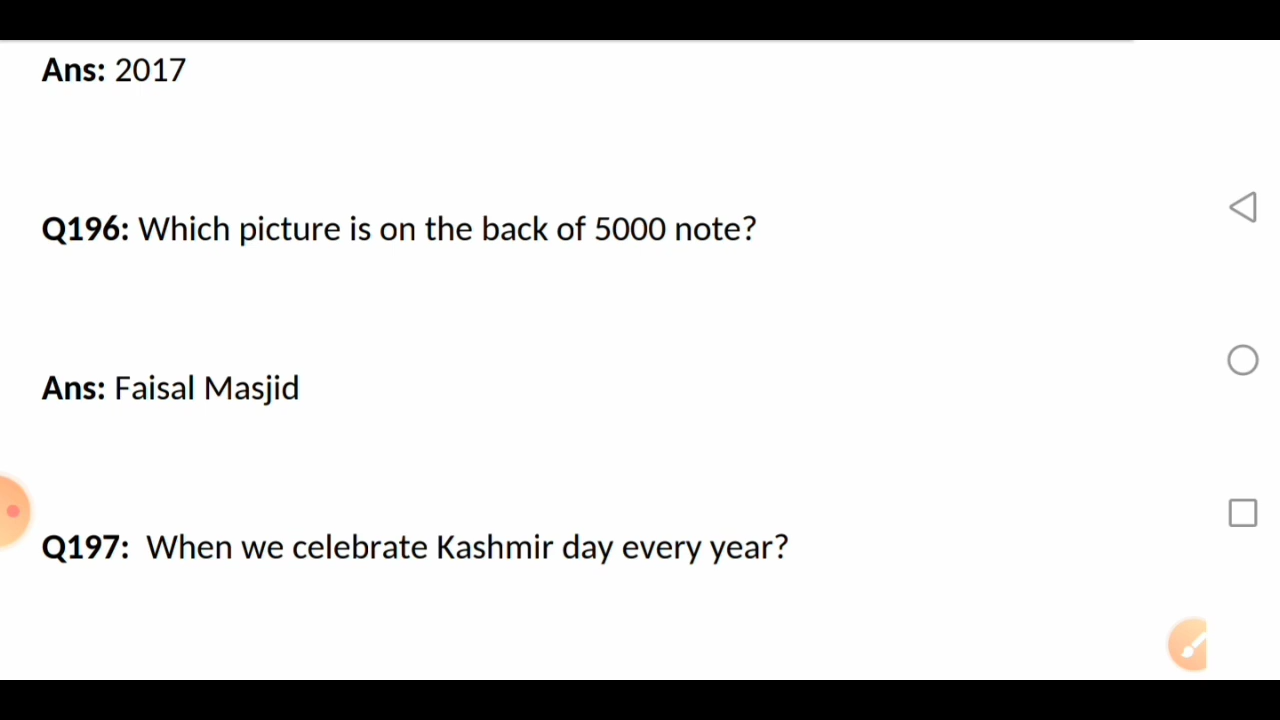 Ans: 2017
Q196: Which picture is on the back of 5000 note?
Ans: Faisal Masjid
Q197: When we celebrate Kashmir day every year?